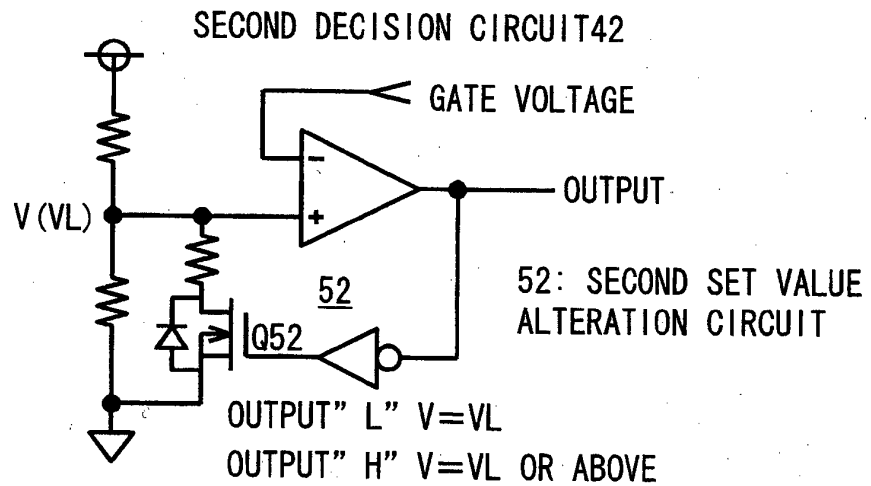 SECOND DECISION CIRCUIT42
GATE VOLTAGE
-
OUTPUT
V(VL)
+
52
52: SECOND SET VALUE
ALTERATION CIRCUIT
Q52
OUTPUT” L” V=VL
OUTPUT” H” V=VL OR ABOVE